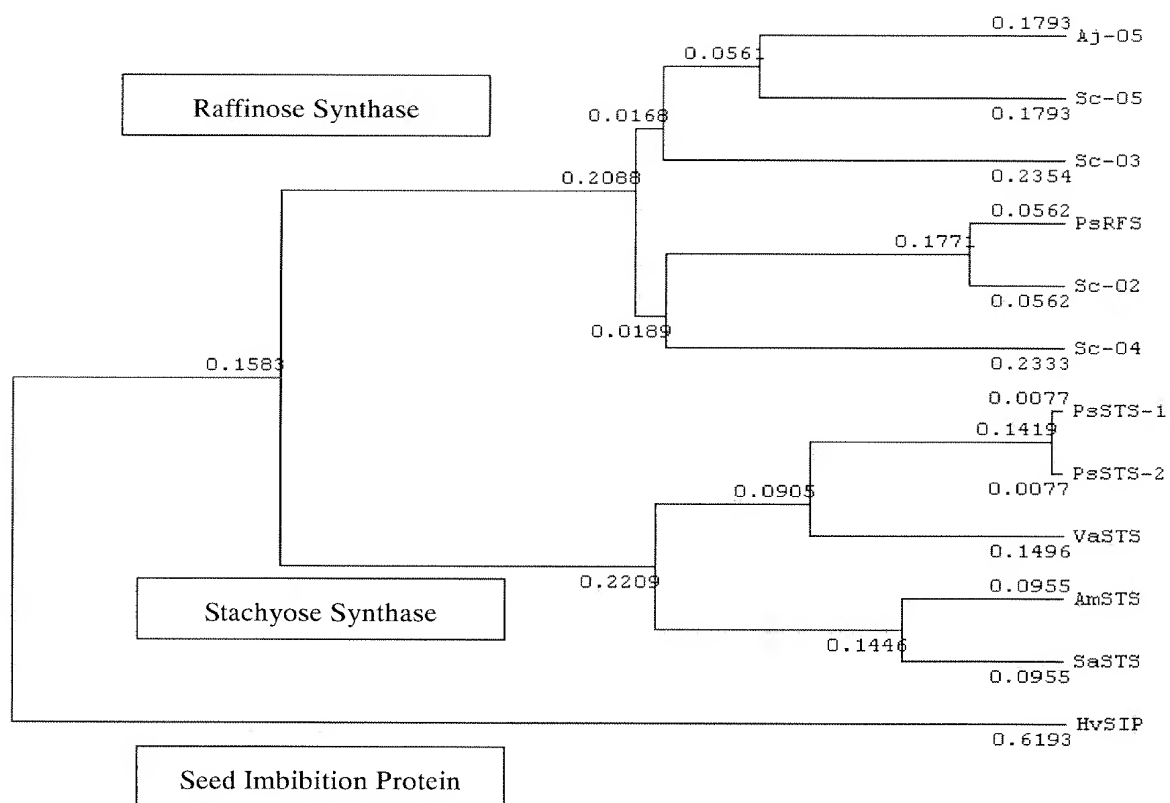 0.1793
Aj-05
0.0561
Raffinose Synthase
Sc-05
0.1793
0.0168
Sc-03
0.2354
0.2088
0.0562
PsRFS
0.1771
Sc-02
0.0562
0.0189
Sc-04
0.2333
0.1583
0.0077
PsSTS-1
0.1419
PsSTS-2
0.0077
0.0905
VaSTS
0.1496
0.2209
0.0955
AmSTS
Stachyose Synthase
0.1446
SaSTS
0.0955
HvSIP
0.6193
Seed Imbibition Protein